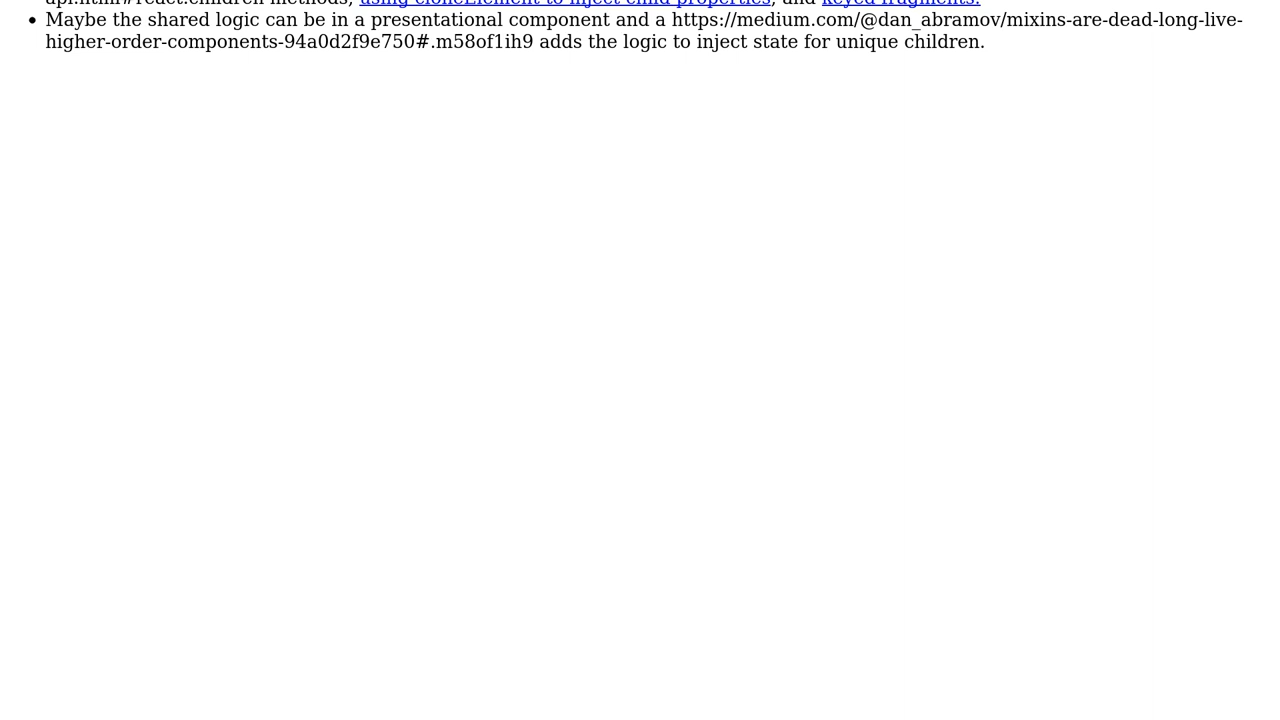 api.html#react.children methods, using cloneElement to inject child properties, and keyed fragments.
• Maybe the shared logic can be in a presentational component and a https://medium.com/@dan_abramov/mixins-are-dead-long-live-
higher-order-components-94a0d2f9e750#.m58of1ih9 adds the logic to inject state for unique children.